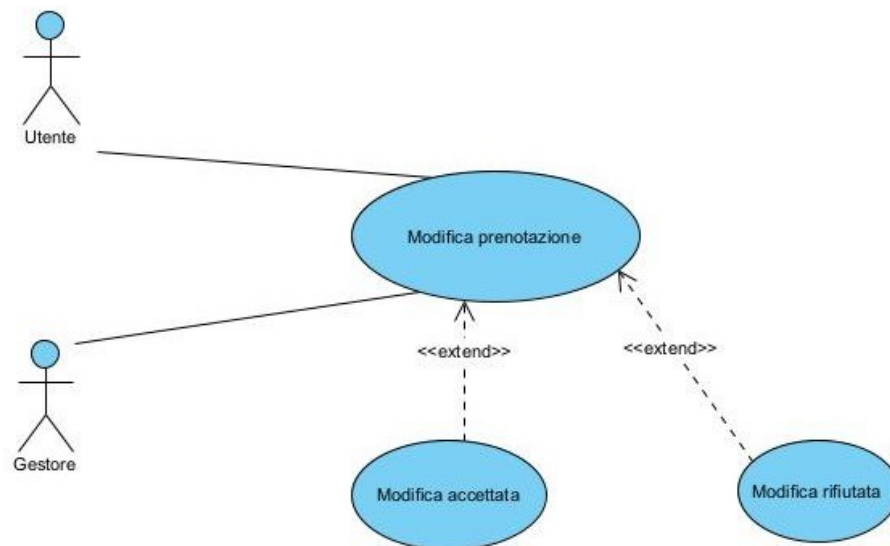 Utente
Modifica prenotazione
<<extend>>
<<extend>>
Gestore
Modifica accettata
Modifica rifiutata